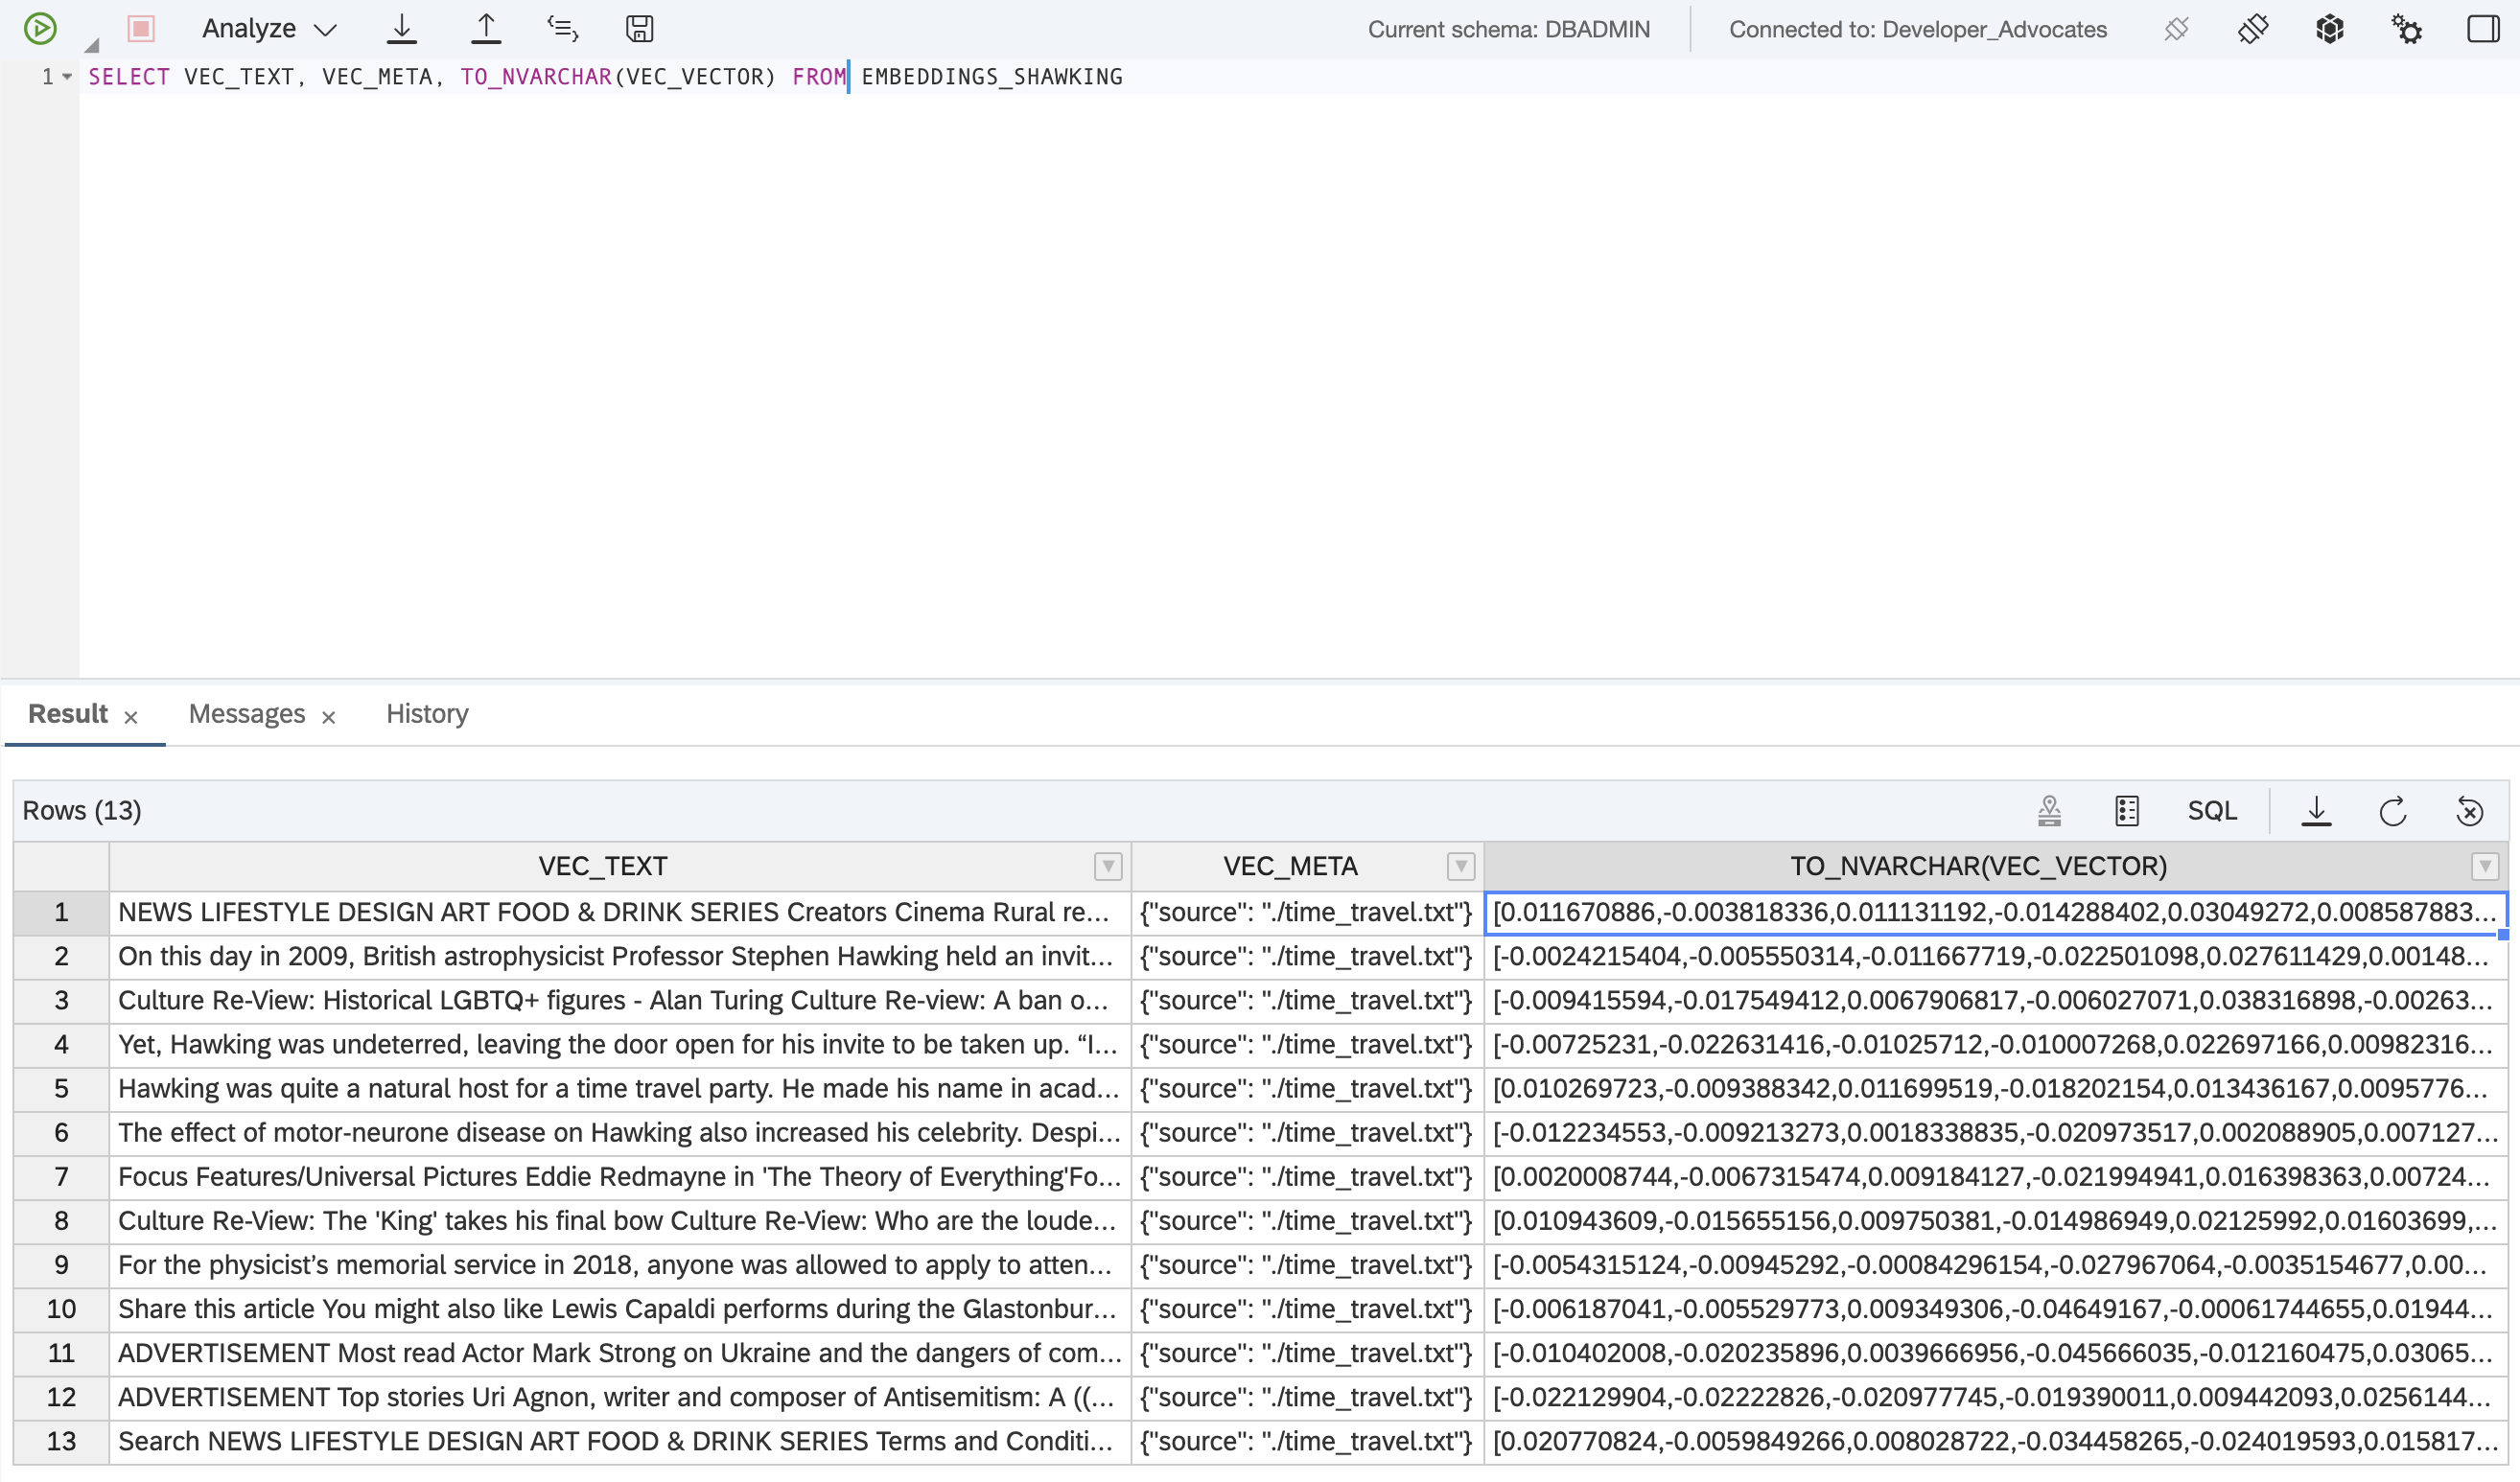 Analyze
Current schema: DBADMIN
Connected to: Developer_Advocates
1 SELECT VEC_TEXT, VEC_META, TO_NVARCHAR(VEC_VECTOR) FROM EMBEDDINGS_SHAWKING
Result Messages History
Rows (13) SQL
VEC_TEXT VEC_META TO_NVARCHAR(VEC_VECTOR)
1 NEWS LIFESTYLE DESIGN ART FOOD & DRINK SERIES Creators Cinema Rural re... {"source": "./time_travel.txt"} [0.011670886,-0.003818336,0.011131192,-0.014288402,0.03049272,0.008587883...
2 On this day in 2009, British astrophysicist Professor Stephen Hawking held an invit... {"source": "./time_travel.txt"} [-0.0024215404,-0.005550314,-0.011667719,-0.022501098,0.027611429,0.00148...
3 Culture Re-View: Historical LGBTQ+ figures - Alan Turing Culture Re-view: A ban o... {"source": "./time_travel.txt"} [-0.009415594,-0.017549412,0.0067906817,-0.006027071,0.038316898,-0.00263...
4 Yet, Hawking was undeterred, leaving the door open for his invite to be taken up. “I... {"source": "./time_travel.txt"} [-0.00725231,-0.022631416,-0.01025712,-0.010007268,0.022697166,0.00982316...
5 Hawking was quite a natural host for a time travel party. He made his name in acad... {"source": "./time_travel.txt"} [0.010269723,-0.009388342,0.011699519,-0.018202154,0.013436167,0.0095776...
6 The effect of motor-neurone disease on Hawking also increased his celebrity. Despi... {"source": "./time_travel.txt"} [-0.012234553,-0.009213273,0.0018338835,-0.020973517,0.002088905,0.007127...
7 Focus Features/Universal Pictures Eddie Redmayne in 'The Theory of Everything'Fo... {"source": "./time_travel.txt"} [0.0020008744,-0.0067315474,0.009184127,-0.021994941,0.016398363,0.00724...
8 Culture Re-View: The 'King' takes his final bow Culture Re-View: Who are the loude... {"source": "./time_travel.txt"} [0.010943609,-0.015655156,0.009750381,-0.014986949,0.02125992,0.01603699,...
9 For the physicist’s memorial service in 2018, anyone was allowed to apply to atten... {"source": "./time_travel.txt"} [-0.0054315124,-0.00945292,-0.00084296154,-0.027967064,-0.0035154677,0.00...
10 Share this article You might also like Lewis Capaldi performs during the Glastonbur... {"source": "./time_travel.txt"} [-0.006187041,-0.005529773,0.009349306,-0.04649167,-0.00061744655,0.01944...
11 ADVERTISEMENT Most read Actor Mark Strong on Ukraine and the dangers of com... {"source": "./time_travel.txt"} [-0.010402008,-0.020235896,0.0039666956,-0.045666035,-0.012160475,0.03065...
12 ADVERTISEMENT Top stories Uri Agnon, writer and composer of Antisemitism: A ((... {"source": "./time_travel.txt"} [-0.022129904,-0.02222826,-0.020977745,-0.019390011,0.009442093,0.0256144...
13 Search NEWS LIFESTYLE DESIGN ART FOOD & DRINK SERIES Terms and Conditi... {"source": "./time_travel.txt"} [0.020770824,-0.0059849266,0.008028722,-0.034458265,-0.024019593,0.015817...